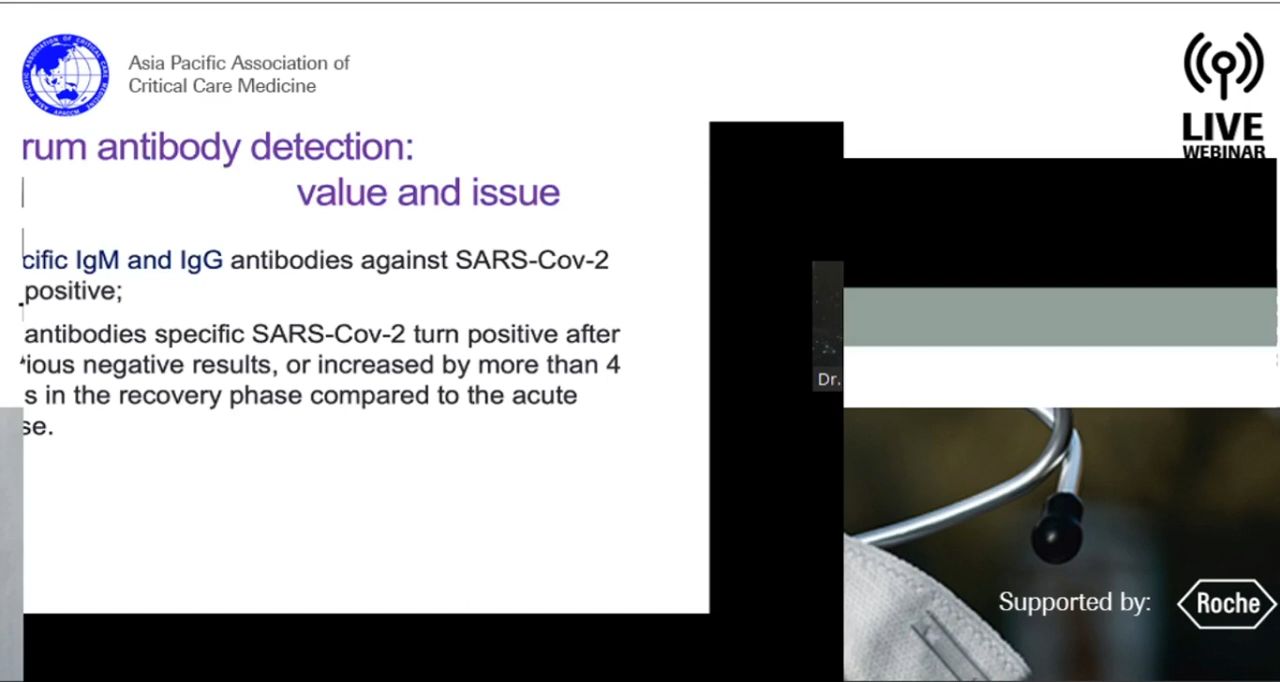 Asia Pacific Association of
Critical Care Medicine
LIVE
WEBINAR
rum antibody detection:
value and issue
cific IgM and IgG antibodies against SARS-Cov-2
positive;
antibodies specific SARS-Cov-2 turn positive after
ious negative results, or increased by more than 4
s in the recovery phase compared to the acute
se.
Dr.
Supported by:
Roche